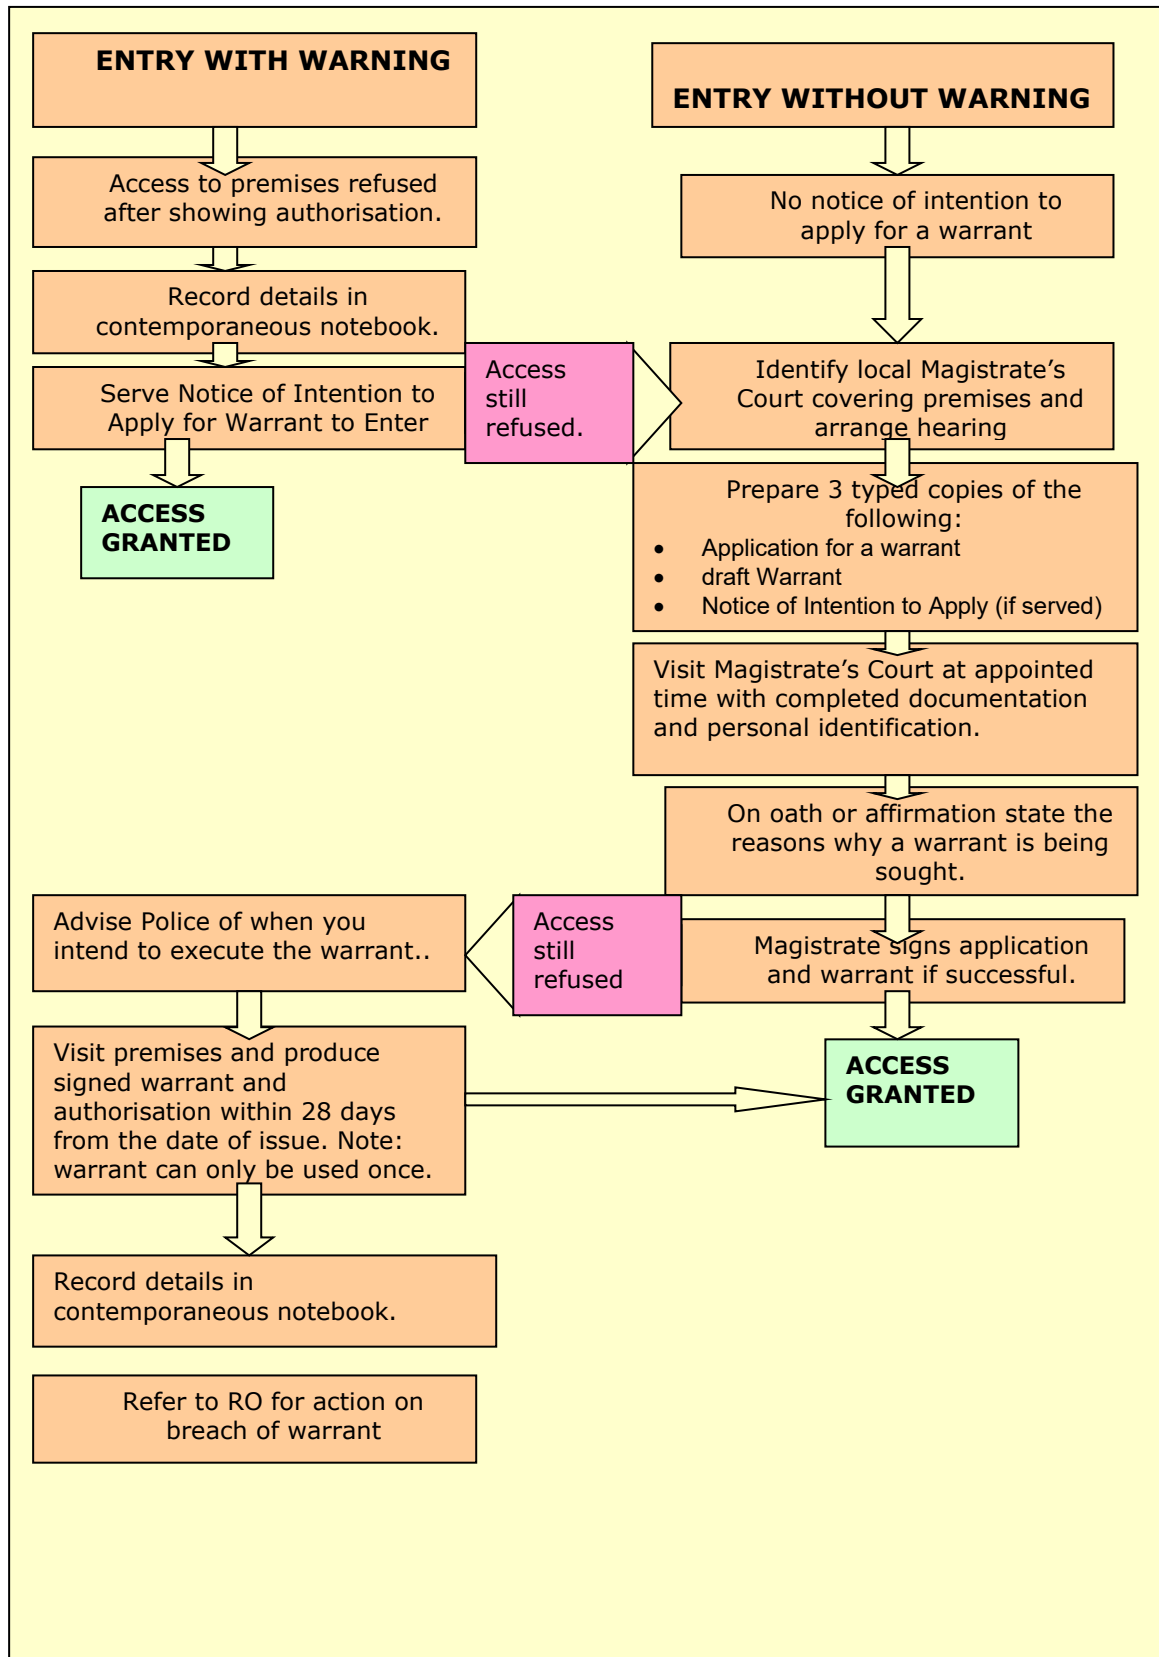 ENTRY WITH WARNING
ENTRY WITHOUT WARNING
Access to premises refused
after showing authorisation.
No notice of intention to
apply for a warrant
Record details in
contemporaneous notebook.
Serve Notice of Intention to
Apply for Warrant to Enter
Access
still
refused.
Identify local Magistrate’s
Court covering premises and
arrange hearing
ACCESS
GRANTED
Prepare 3 typed copies of the
following:
• Application for a warrant
• draft Warrant
• Notice of Intention to Apply (if served)
Visit Magistrate’s Court at appointed
time with completed documentation
and personal identification.
On oath or affirmation state the
reasons why a warrant is being
sought.
Magistrate signs application
and warrant if successful.
Access
still
refused
Advise Police of when you
intend to execute the warrant..
ACCESS
GRANTED
Visit premises and produce
signed warrant and
authorisation within 28 days
from the date of issue. Note:
warrant can only be used once.
Record details in
contemporaneous notebook.
Refer to RO for action on
breach of warrant